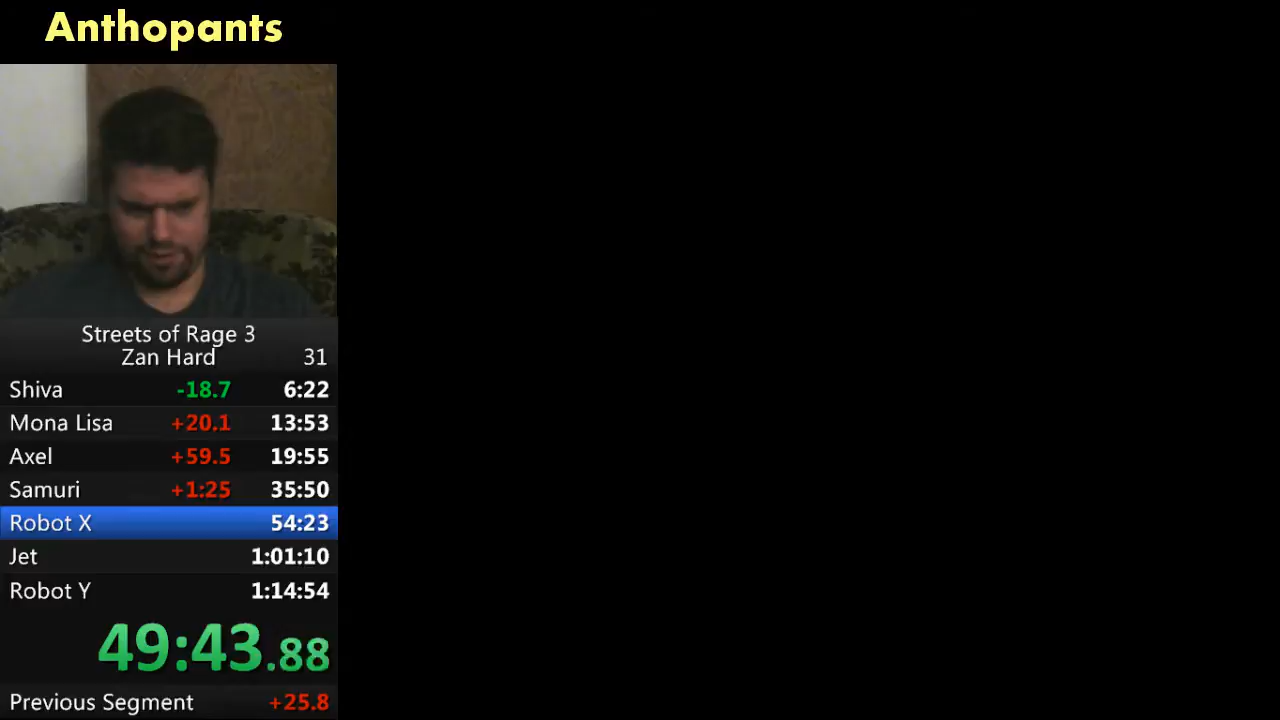 Anthopants
Streets of Rage 3
Zan Hard 31
Shiva -18.7 6:22
Mona Lisa +20.1 13:53
Axel +59.5 19:55
Samuri +1:25 35:50
Robot X 54:23
Jet 1:01:10
Robot Y 1:14:54
49:43.88
Previous Segment +25.8